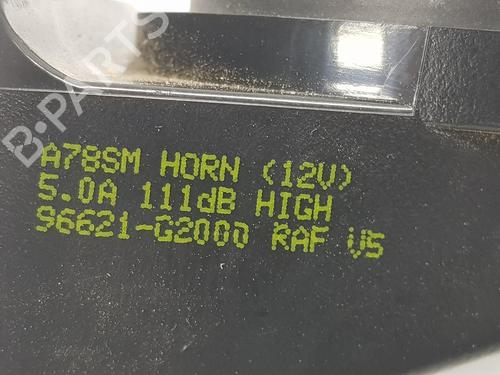 B-PARTS
A78SM HORN (12V)
5.0A 111dB HIGH
96621-G2000 RAF V5